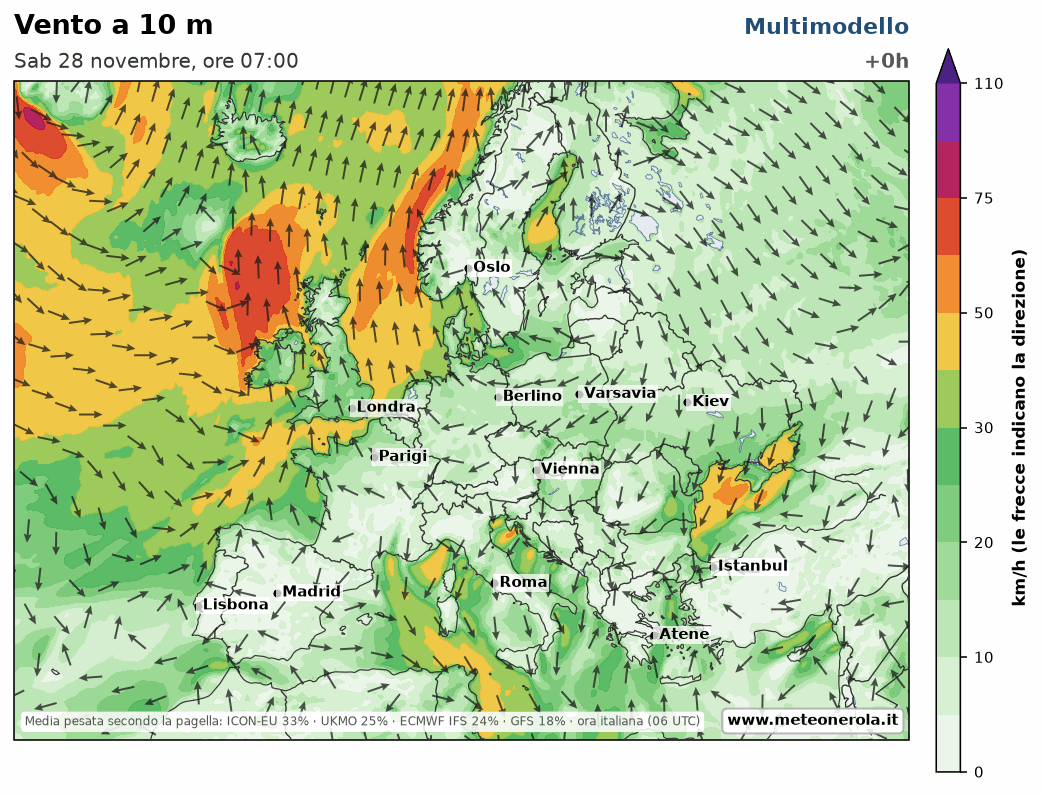 Vento a 10 m
Multimodello
Sab 28 novembre, ore 07:00
+0h
Oslo
Londra
Berlino
Varsavia
Kiev
Parigi
Vienna
Istanbul
Roma
Madrid
Lisbona
Atene
Media pesata secondo la pagella: ICON-EU 33% · UKMO 25% · ECMWF IFS 24% · GFS 18% · ora italiana (06 UTC)
www.meteonerola.it
110
75
50
30
20
10
0
km/h (le frecce indicano la direzione)